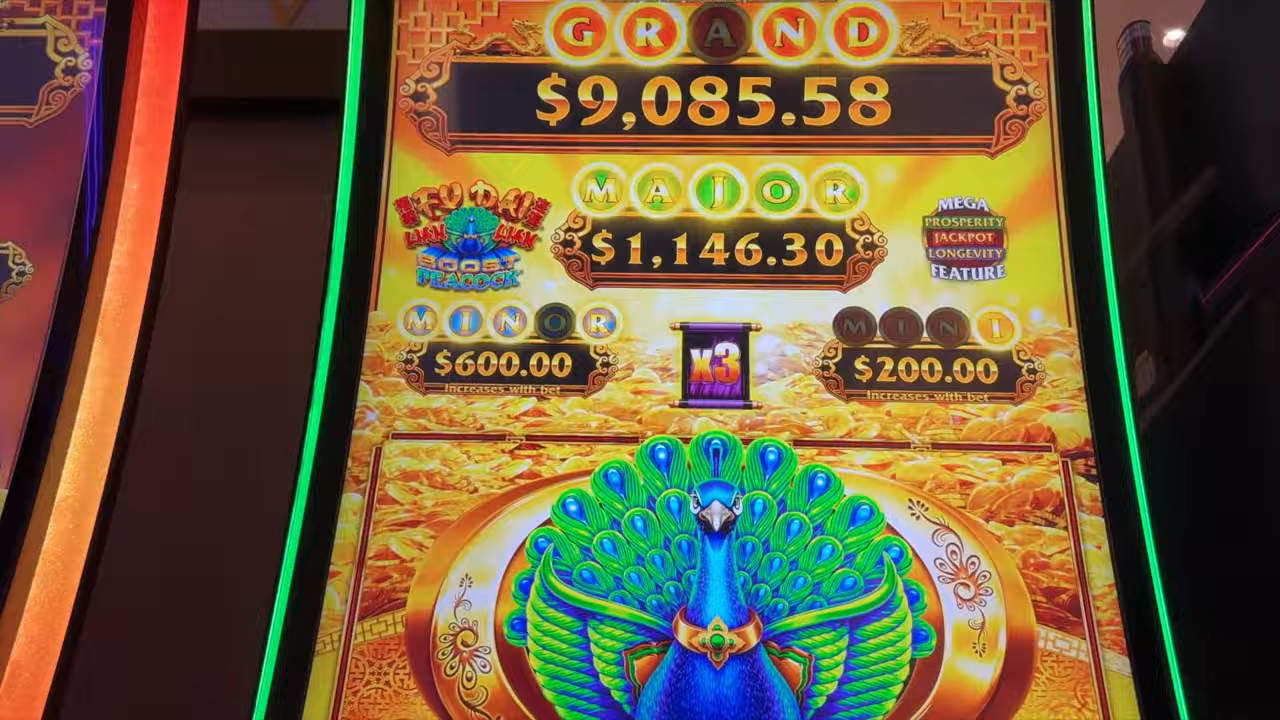 GRAND
$9,085.58
MAJOR
$1,146.30
FU DAI
LIAN LIAN
BOOST
PEACOCK
MEGA
PROSPERITY
JACKPOT
LONGEVITY
FEATURE
MINOR
$600.00
Increases with bet
x3
MINI
$200.00
Increases with bet